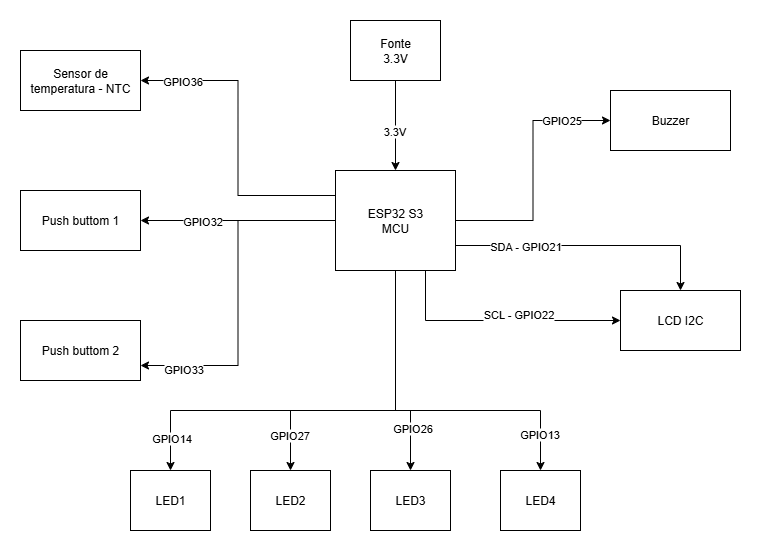 Fonte
3.3V
Sensor de
temperatura - NTC
GPIO36
3.3V
GPIO25
Buzzer
ESP32 S3
MCU
Push buttom 1
GPIO32
SDA - GPIO21
SCL - GPIO22
LCD I2C
Push buttom 2
GPIO33
GPIO14
GPIO27
GPIO26
GPIO13
LED1
LED2
LED3
LED4